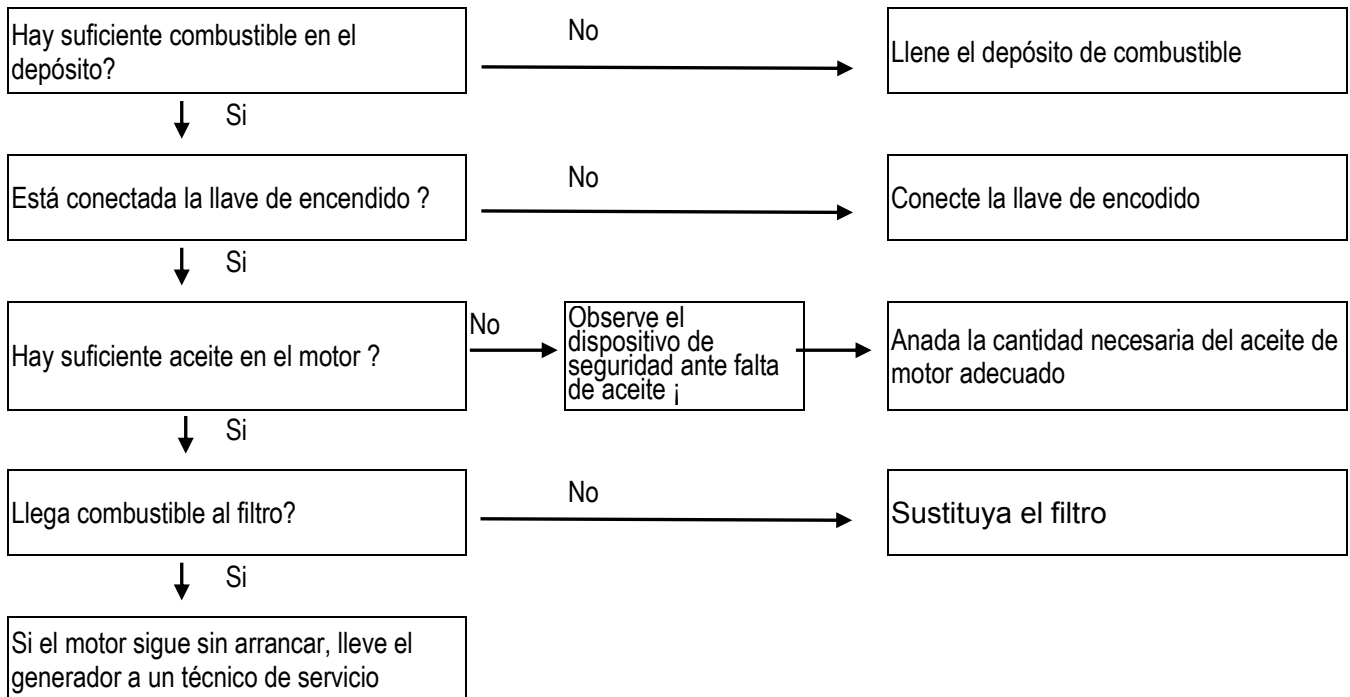 Hay suficiente combustible en el
depósito?
No
Llene el depósito de combustible
Si
Está conectada la llave de encendido ?
No
Conecte la llave de encodido
Si
Hay suficiente aceite en el motor ?
No
Observe el
dispositivo de
seguridad ante falta
de aceite ¡
Anada la cantidad necesaria del aceite de
motor adecuado
Si
Llega combustible al filtro?
No
Sustituya el filtro
Si
Si el motor sigue sin arrancar, lleve el
generador a un técnico de servicio